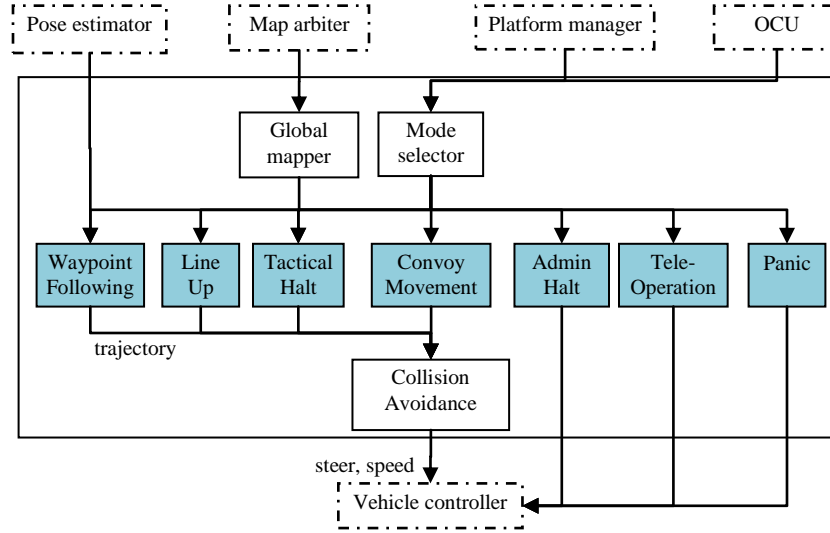 Pose estimator
Map arbiter
Platform manager
OCU
Global
mapper
Mode
selector
Waypoint
Following
Line
Up
Tactical
Halt
Convoy
Movement
Admin
Halt
Tele-
Operation
Panic
trajectory
Collision
Avoidance
steer, speed
Vehicle controller